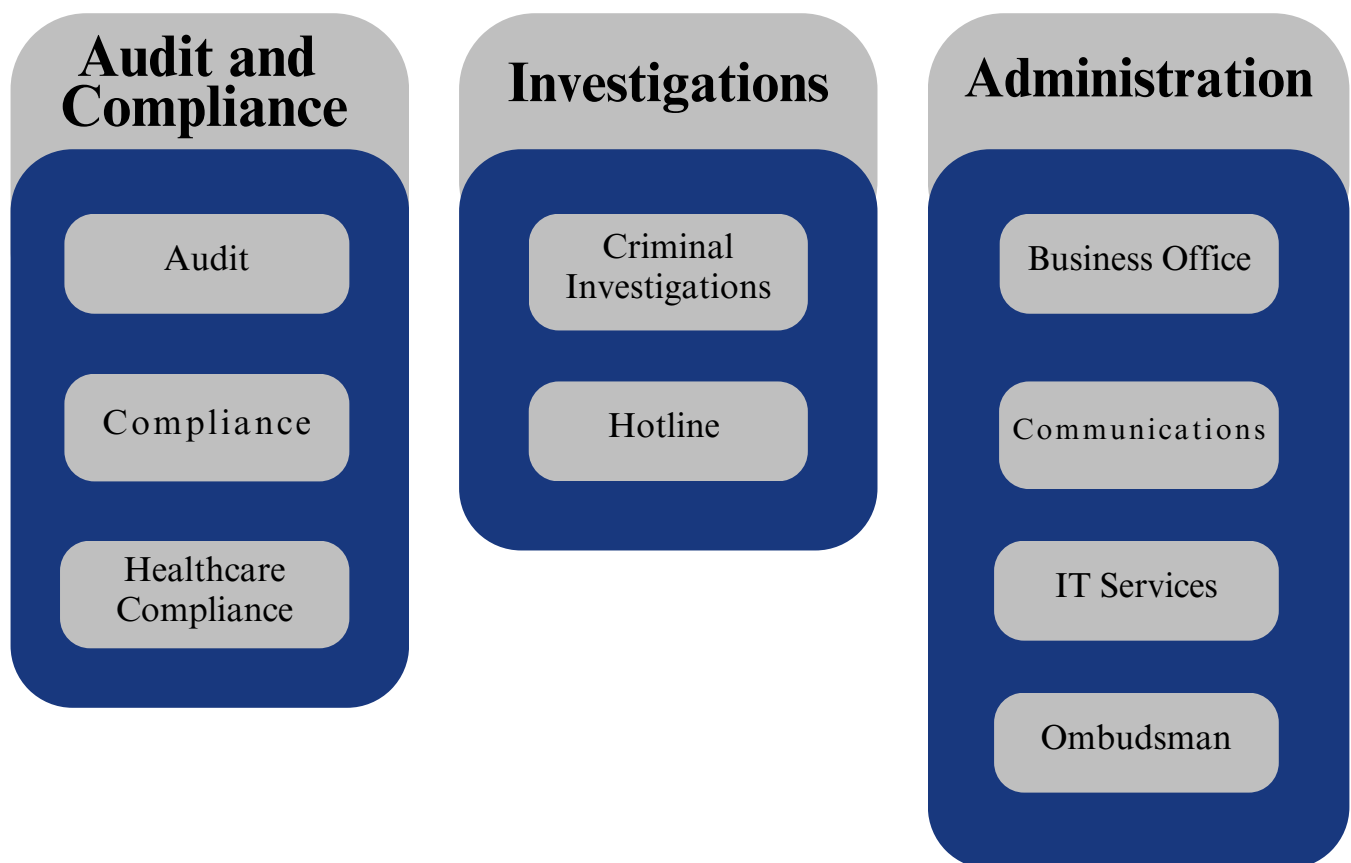 Audit and
Compliance
Audit
Compliance
Healthcare
Compliance
Investigations
Criminal
Investigations
Hotline
Administration
Business Office
Communications
IT Services
Ombudsman